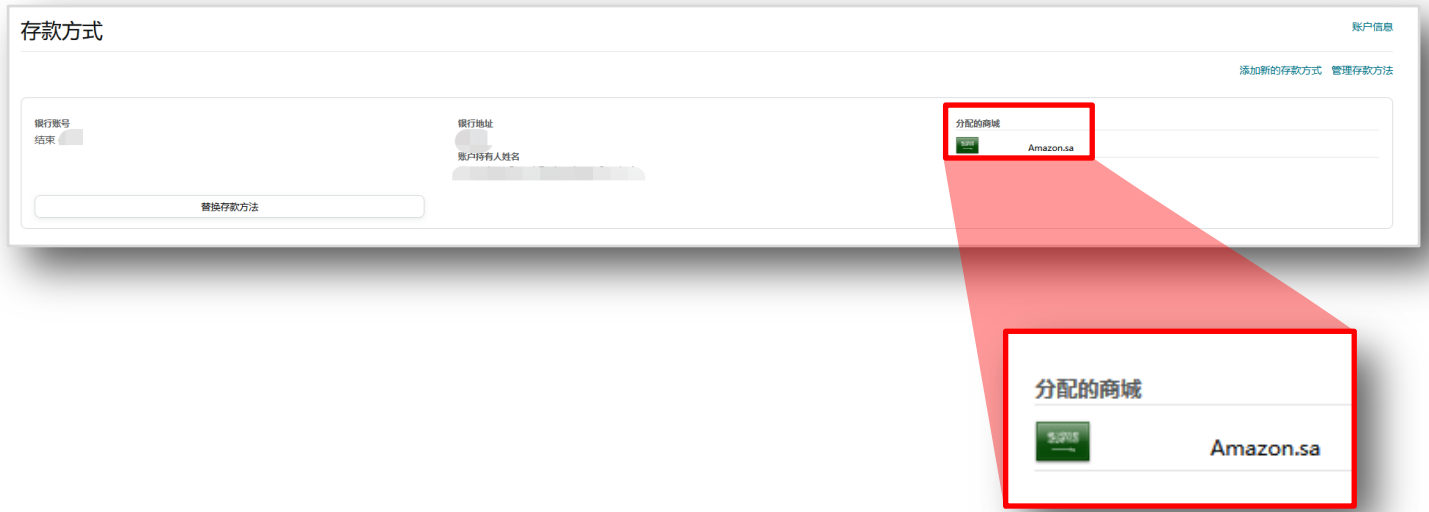 存款方式
账户信息
添加新的存款方式 管理存款方法
银行账号
结束
银行地址
账户持有人姓名
分配的商城
Amazon.sa
替换存款方法
分配的商城
Amazon.sa